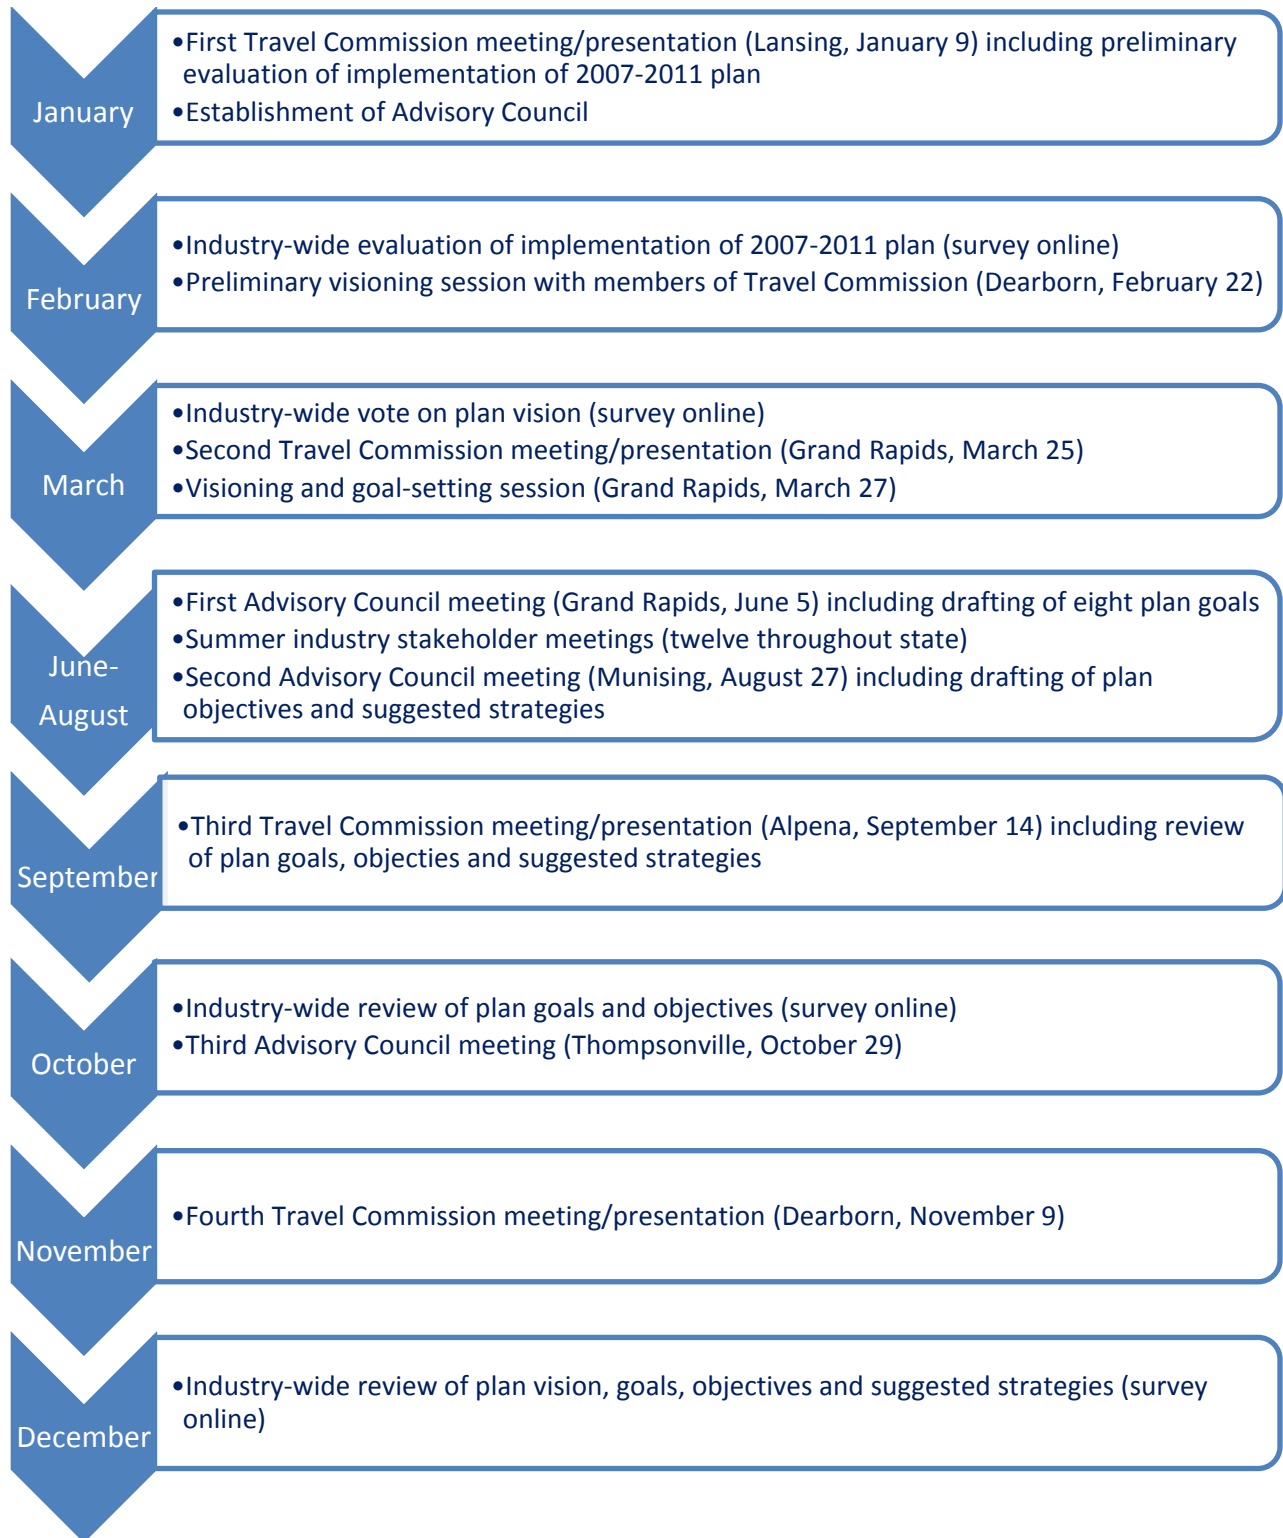 January
•First Travel Commission meeting/presentation (Lansing, January 9) including preliminary
evaluation of implementation of 2007-2011 plan
•Establishment of Advisory Council
February
•Industry-wide evaluation of implementation of 2007-2011 plan (survey online)
•Preliminary visioning session with members of Travel Commission (Dearborn, February 22)
March
•Industry-wide vote on plan vision (survey online)
•Second Travel Commission meeting/presentation (Grand Rapids, March 25)
•Visioning and goal-setting session (Grand Rapids, March 27)
June-
August
•First Advisory Council meeting (Grand Rapids, June 5) including drafting of eight plan goals
•Summer industry stakeholder meetings (twelve throughout state)
•Second Advisory Council meeting (Munising, August 27) including drafting of plan
objectives and suggested strategies
September
•Third Travel Commission meeting/presentation (Alpena, September 14) including review
of plan goals, objecties and suggested strategies
October
•Industry-wide review of plan goals and objectives (survey online)
•Third Advisory Council meeting (Thompsonville, October 29)
November
•Fourth Travel Commission meeting/presentation (Dearborn, November 9)
December
•Industry-wide review of plan vision, goals, objectives and suggested strategies (survey
online)